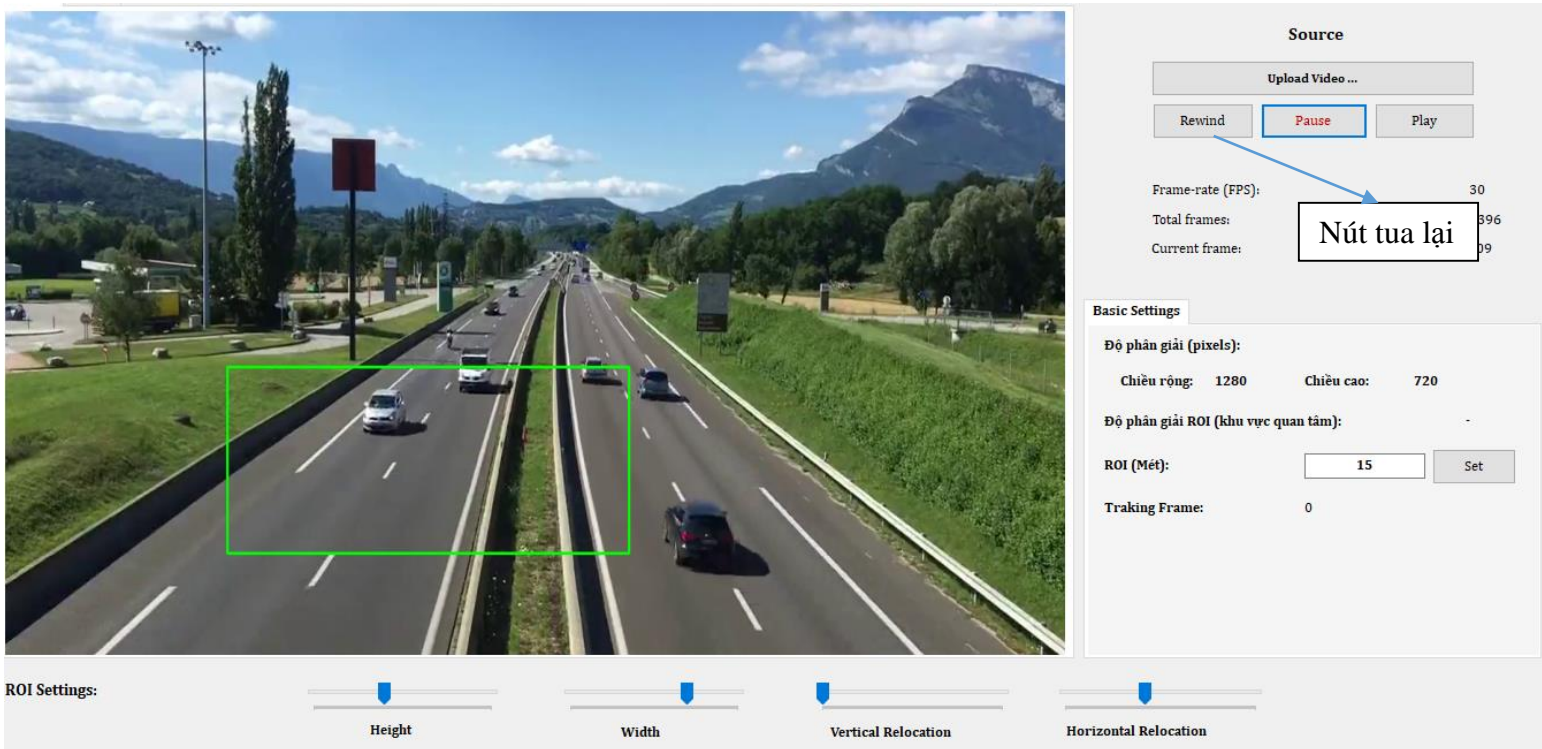 Source
Upload Video ...
Rewind Pause Play
Frame-rate (FPS): 30
Total frames: 396
Current frame: 09
Nút tua lại
Basic Settings
Độ phân giải (pixels):
Chiều rộng: 1280 Chiều cao: 720
Độ phân giải ROI (khu vực quan tâm): -
ROI (Mét): 15 Set
Traking Frame: 0
ROI Settings:
Height Width Vertical Relocation Horizontal Relocation